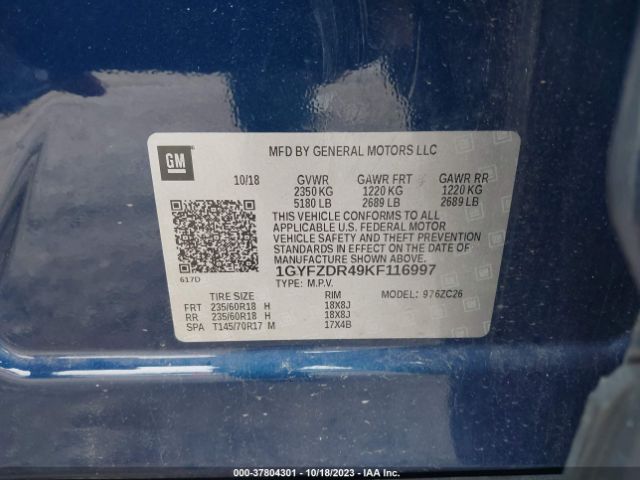 GM
MFD BY GENERAL MOTORS LLC
10/18 GVWR GAWR FRT GAWR RR
2350 KG 1220 KG 1220 KG
5180 LB 2689 LB 2689 LB
THIS VEHICLE CONFORMS TO ALL
APPLICABLE U.S. FEDERAL MOTOR
VEHICLE SAFETY AND THEFT PREVENTION
STANDARDS IN EFFECT ON THE DATE OF
MANUFACTURE SHOWN ABOVE.
1GYFZDR49KF116997
617D
TYPE: M.P.V.
TIRE SIZE RIM MODEL: 976ZC26
FRT 235/60R18 H 18X8J
RR 235/60R18 H 18X8J
SPA T145/70R17 M 17X4B
000-37804301 - 10/18/2023 - IAA Inc.